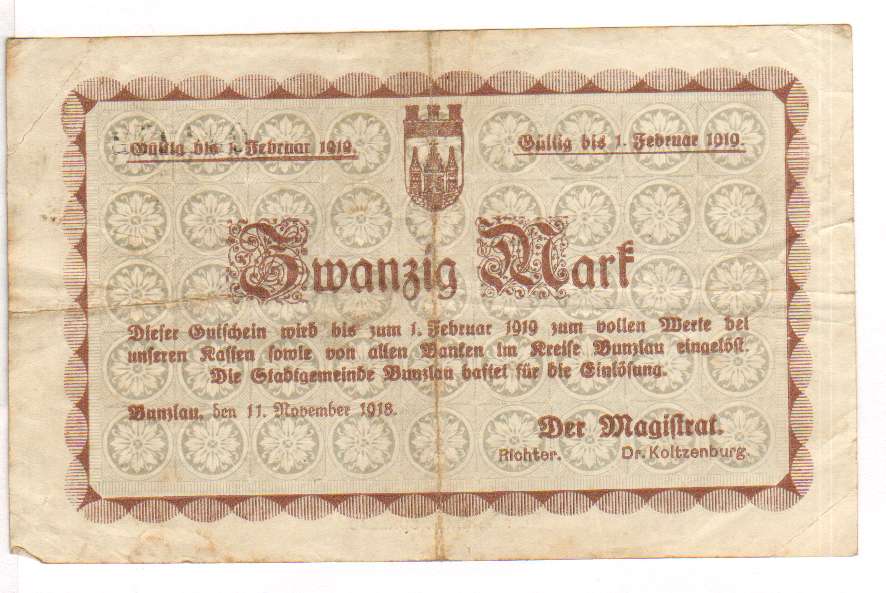 Gültig bis 1. Februar 1919.
Gültig bis 1. Februar 1919.
Zwanzig Mark
Dieser Gutschein wird bis zum 1. Februar 1919 zum vollen Werte bei
unseren Kassen sowie von allen Banken im Kreise Bunzlau eingelöst.
Die Stadtgemeinde Bunzlau haftet für die Einlösung.
Bunzlau, den 11. November 1918.
Der Magistrat.
Richter. Dr. Koltzenburg.